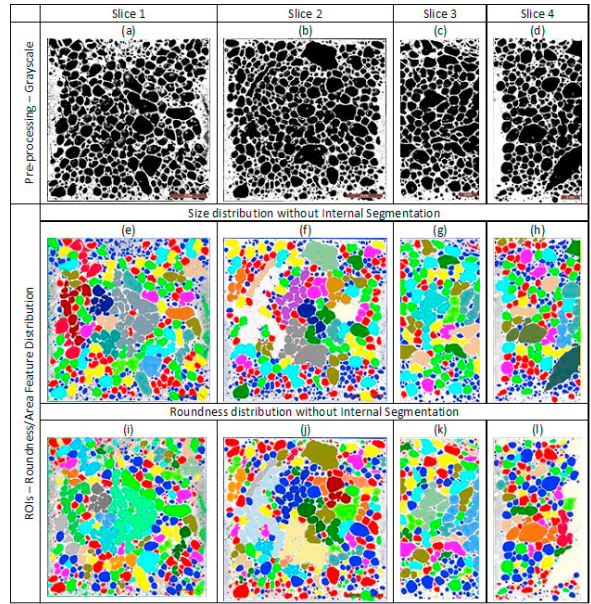 Slice 1
Slice 2
Slice 3
Slice 4
(a)
(b)
(c)
(d)
Pre-processing – Grayscale
Size distribution without Internal Segmentation
(e)
(f)
(g)
(h)
ROIs – Roundness/Area Feature Distribution
Roundness distribution without Internal Segmentation
(i)
(j)
(k)
(l)